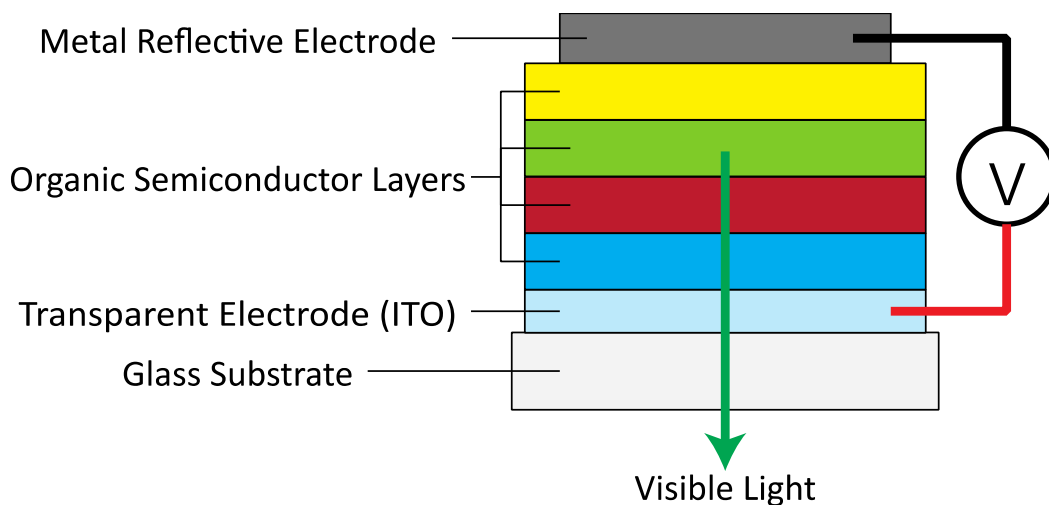 Metal Reflective Electrode
Organic Semiconductor Layers
V
Transparent Electrode (ITO)
Glass Substrate
Visible Light